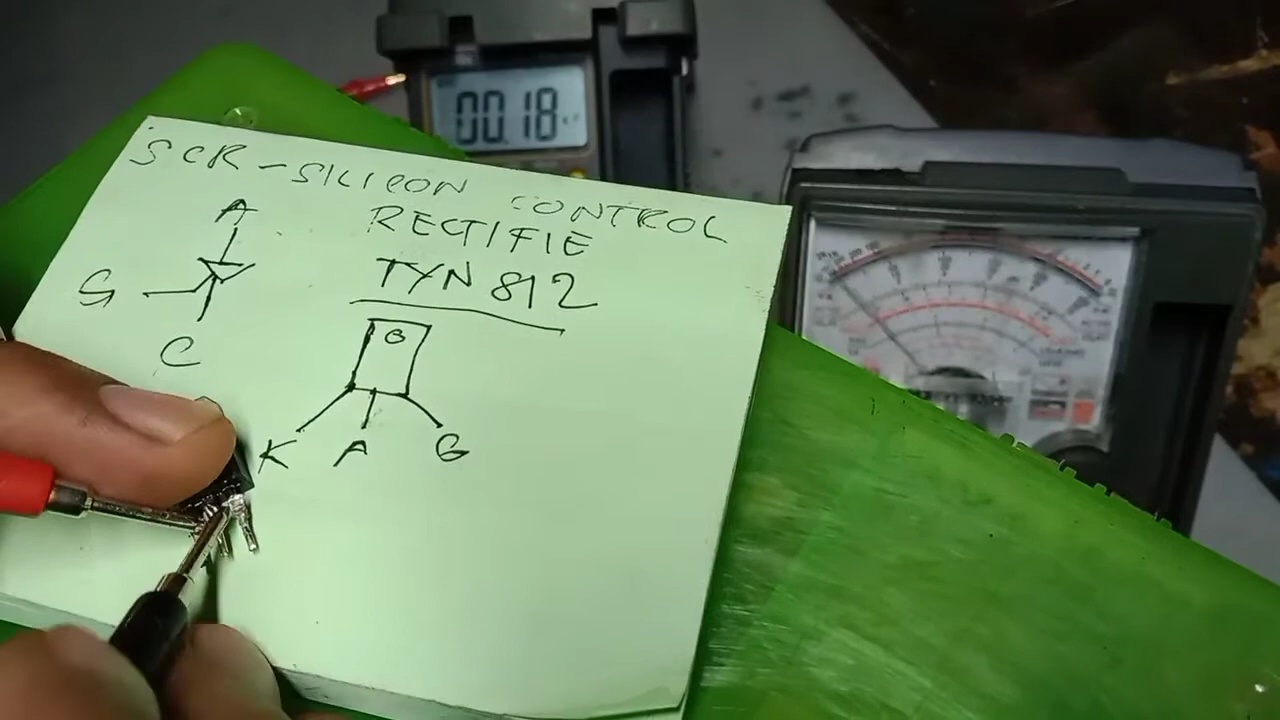 00.18
SCR - SILICON CONTROL
RECTIFIE
TYN 812
A
G
C
K A G